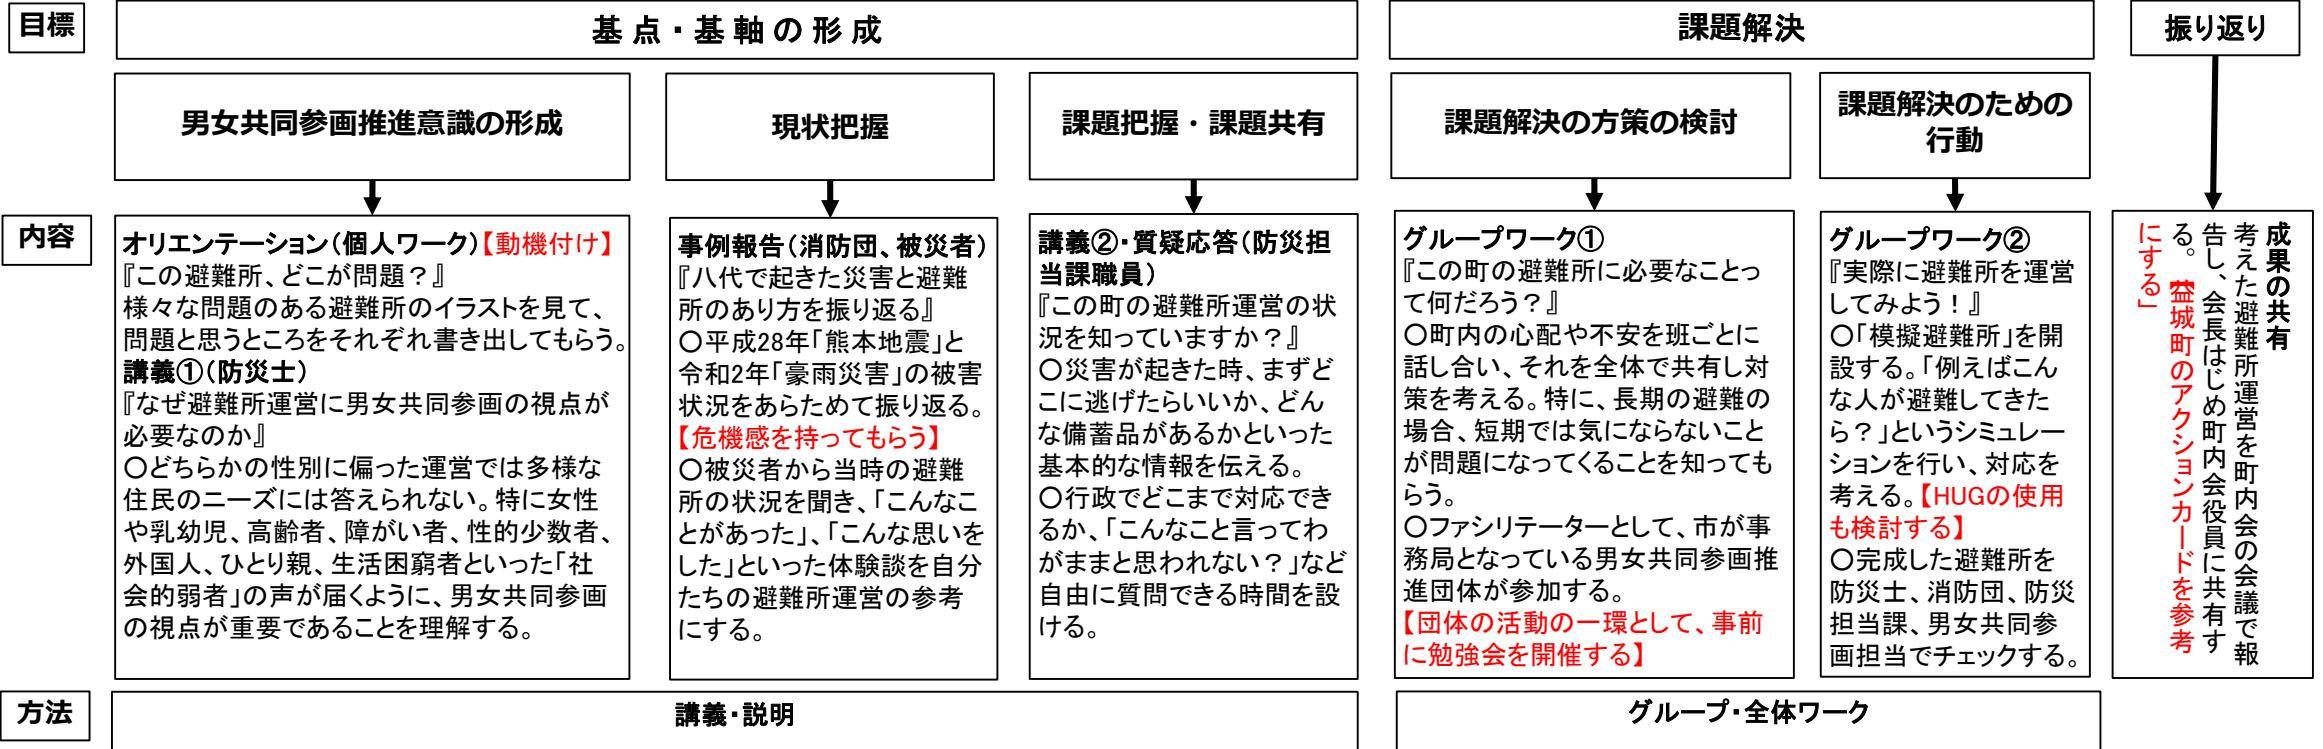 目標
基点・基軸の形成
課題解決
振り返り
男女共同参画推進意識の形成
現状把握
課題把握・課題共有
課題解決の方策の検討
課題解決のための
行動
内容
オリエンテーション（個人ワーク）【動機付け】
『この避難所、どこが問題？』
様々な問題のある避難所のイラストを見て、
問題と思うところをそれぞれ書き出してもらう。
講義①（防災士）
『なぜ避難所運営に男女共同参画の視点が
必要なのか』
〇どちらかの性別に偏った運営では多様な
住民のニーズには答えられない。特に女性
や乳幼児、高齢者、障がい者、性的少数者、
外国人、ひとり親、生活困窮者といった「社
会的弱者」の声が届くように、男女共同参画
の視点が重要であることを理解する。
事例報告（消防団、被災者）
『八代で起きた災害と避難
所のあり方を振り返る』
〇平成28年「熊本地震」と
令和2年「豪雨災害」の被害
状況をあらためて振り返る。
【危機感を持ってもらう】
〇被災者から当時の避難
所の状況を聞き、「こんなこ
とがあった」、「こんな思いを
した」といった体験談を自分
たちの避難所運営の参考
にする。
講義②・質疑応答（防災担
当課職員）
『この町の避難所運営の状
況を知っていますか？』
〇災害が起きた時、まずど
こに逃げたらいいか、どん
な備蓄品があるかといった
基本的な情報を伝える。
〇行政でどこまで対応でき
るか、「こんなこと言ってわ
がままと思われない？」など
自由に質問できる時間を設
ける。
グループワーク①
『この町の避難所に必要なことっ
て何だろう？』
〇町内の心配や不安を班ごとに
話し合い、それを全体で共有し対
策を考える。特に、長期の避難の
場合、短期では気にならないこと
が問題になってくることを知っても
らう。
〇ファシリテーターとして、市が事
務局となっている男女共同参画推
進団体が参加する。
【団体の活動の一環として、事前
に勉強会を開催する】
グループワーク②
『実際に避難所を運営
してみよう！』
〇「模擬避難所」を開
設する。「例えばこん
な人が避難してきた
ら？」というシミュレー
ションを行い、対応を
考える。【HUGの使用
も検討する】
〇完成した避難所を
防災士、消防団、防災
担当課、男女共同参
画担当でチェックする。
成果の共有
考えた避難所運営を町内会の会議で報
告し、会長はじめ町内会役員に共有す
る。【益城町のアクションカードを参考
にする」
方法
講義・説明
グループ・全体ワーク